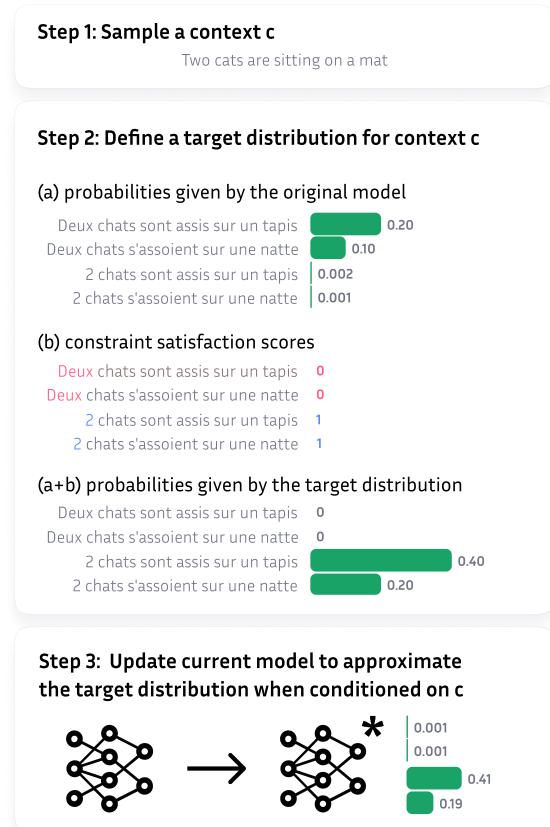 Step 1: Sample a context c
Two cats are sitting on a mat
Step 2: Define a target distribution for context c
(a) probabilities given by the original model
Deux chats sont assis sur un tapis 0.20
Deux chats s'assoient sur une natte 0.10
2 chats sont assis sur un tapis 0.002
2 chats s'assoient sur une natte 0.001
(b) constraint satisfaction scores
Deux chats sont assis sur un tapis 0
Deux chats s'assoient sur une natte 0
2 chats sont assis sur un tapis 1
2 chats s'assoient sur une natte 1
(a+b) probabilities given by the target distribution
Deux chats sont assis sur un tapis 0
Deux chats s'assoient sur une natte 0
2 chats sont assis sur un tapis 0.40
2 chats s'assoient sur une natte 0.20
Step 3: Update current model to approximate
the target distribution when conditioned on c
*
0.001
0.001
0.41
0.19